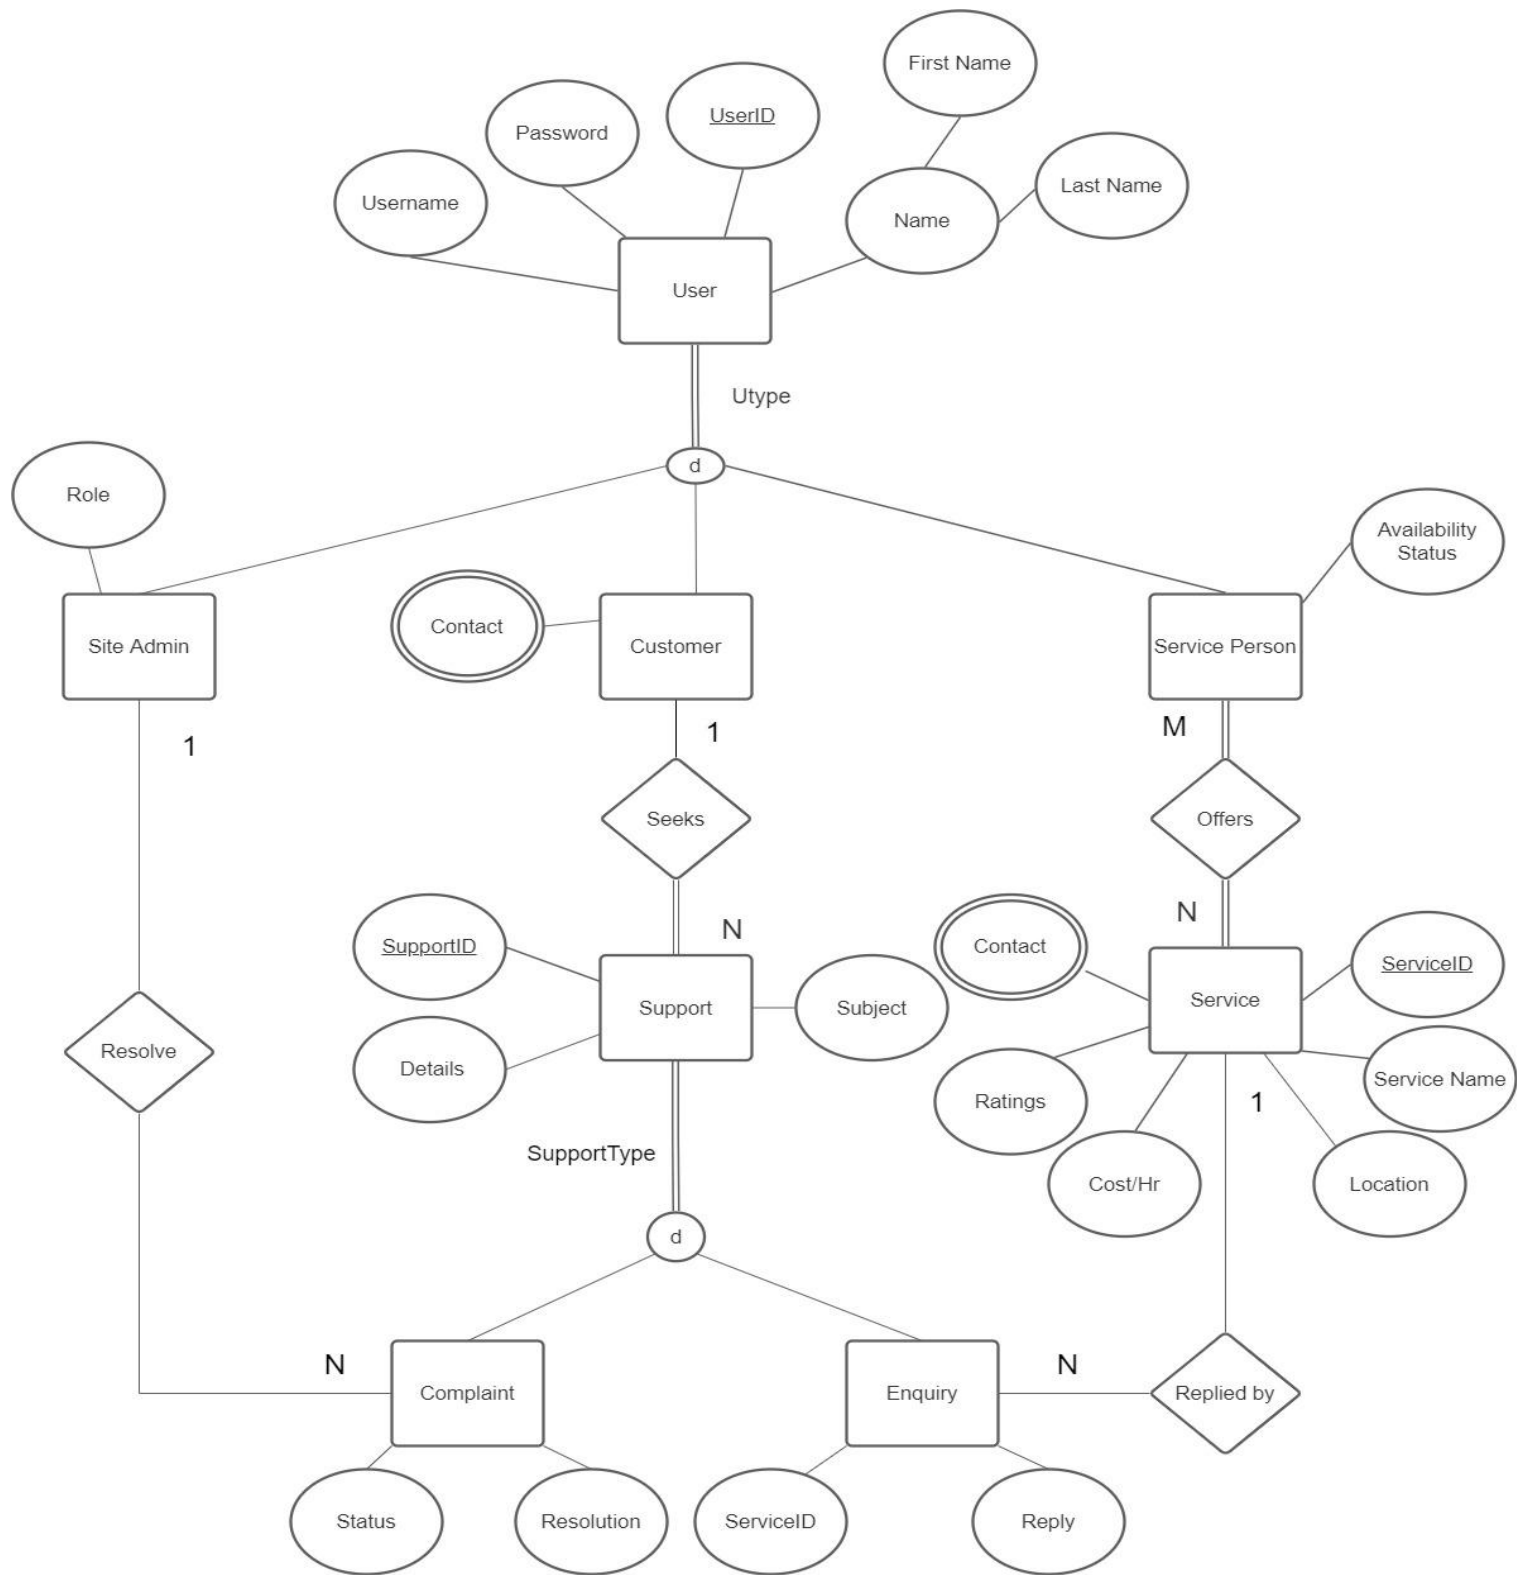 First Name
UserID
Password
Last Name
Username
Name
User
Utype
d
Role
Availability
Status
Contact
Site Admin
Customer
Service Person
1
1
M
Seeks
Offers
N
N
SupportID
Contact
ServiceID
Support
Subject
Service
Resolve
Details
Ratings
Service Name
1
SupportType
Cost/Hr
Location
d
N
N
Complaint
Enquiry
Replied by
Status
Resolution
ServiceID
Reply